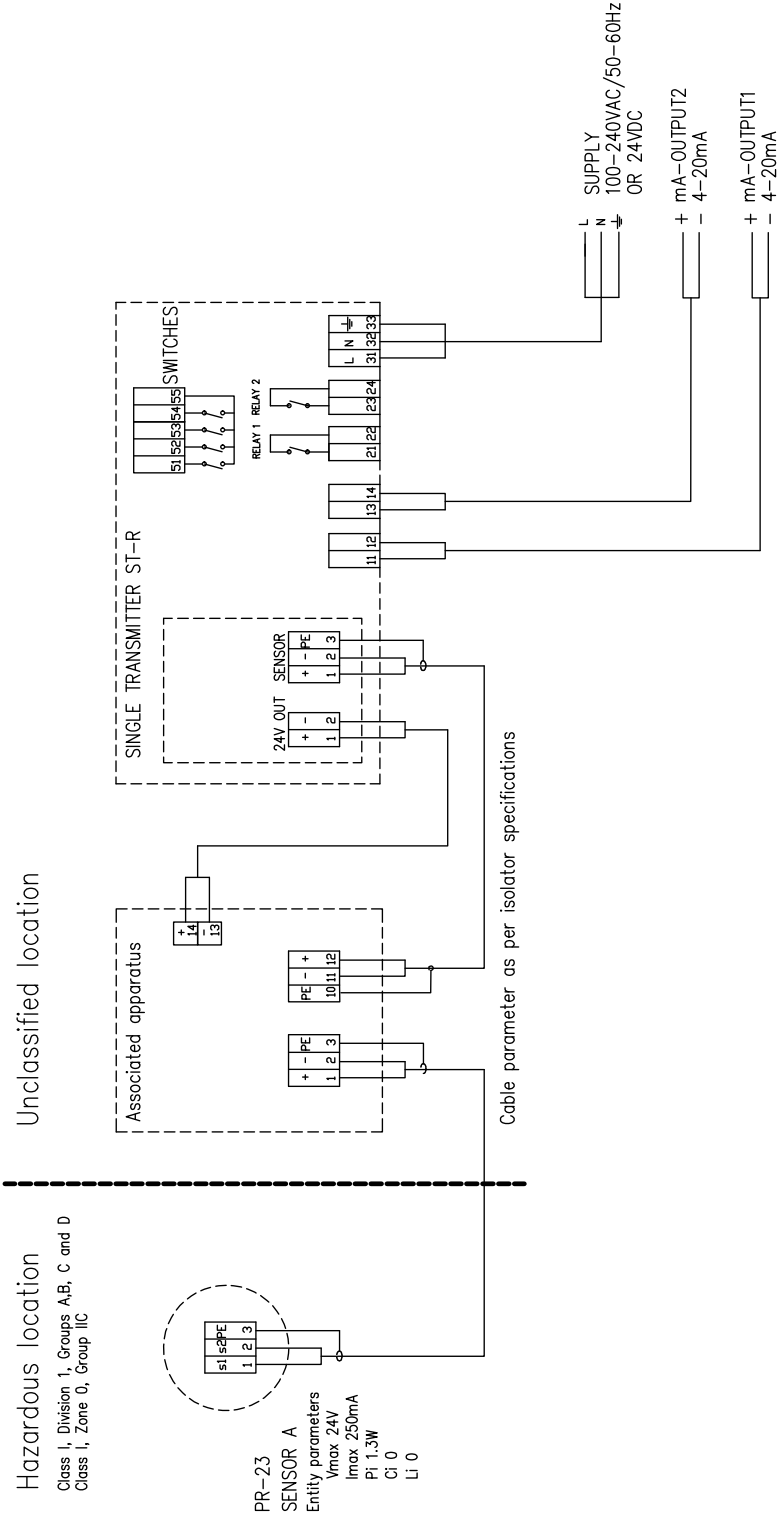 Hazardous location
Class I, Division 1, Groups A,B, C and D
Class I, Zone 0, Group IIC
Unclassified location
PR-23
SENSOR A
Entity parameters
Vmax 24V
Imax 250mA
Pi 1.3W
Ci 0
Li 0
s1 s2 PE
1 2 3
Associated apparatus
+ 14
- 13
+ - PE
1 2 3
PE - +
10 11 12
Cable parameter as per isolator specifications
SINGLE TRANSMITTER ST-R
24V OUT
+ -
1 2
SENSOR
+ - PE
1 2 3
SWITCHES
51 52 53 54 55
RELAY 1
RELAY 2
11 12
13 14
21 22
23 24
L N
31 32 33
L
N
SUPPLY
100-240VAC/50-60Hz
OR 24VDC
+ mA-OUTPUT2
- 4-20mA
+ mA-OUTPUT1
- 4-20mA